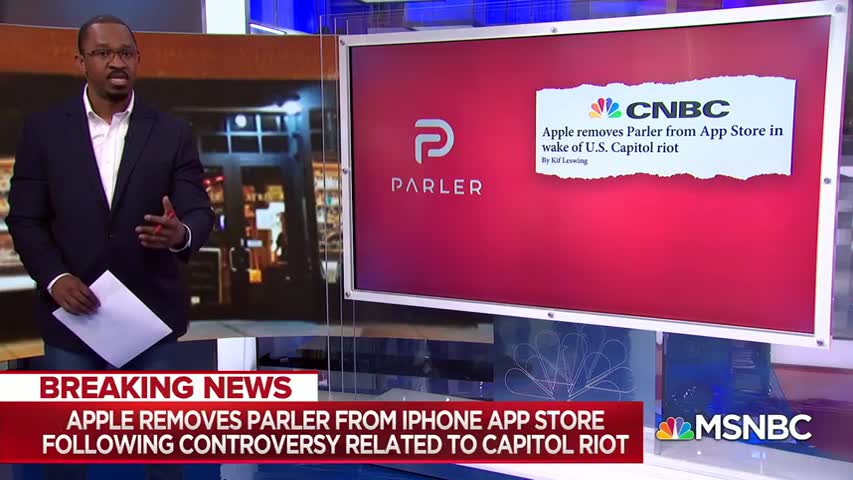 PARLER
CNBC
Apple removes Parler from App Store in
wake of U.S. Capitol riot
By Kif Leswing
BREAKING NEWS
APPLE REMOVES PARLER FROM IPHONE APP STORE
FOLLOWING CONTROVERSY RELATED TO CAPITOL RIOT
MSNBC